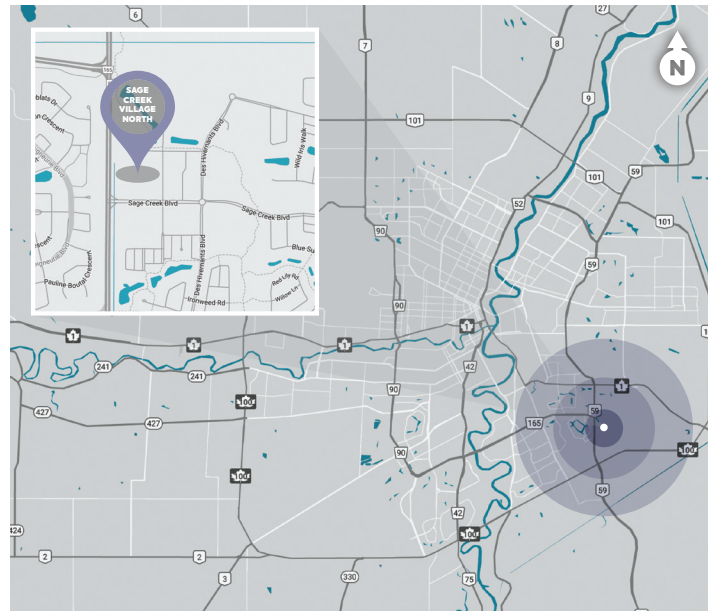 6
27
7
8
N
165
SAGE
CREEK
VILLAGE
NORTH
Des Hivernants Blvd
Wild Iris Walk
Sage Creek Blvd
Sage Creek Blvd
Des Hivernants Blvd
Pauline Boutal Crescent
Red Lily Rd
Willow Ln
Ironweed Rd
9
101
101
59
52
101
90
59
90
1
1
1
1
241
241
42
1
90
100
427
427
59
165
90
100
100
59
42
424
100
2
2
3
330
75